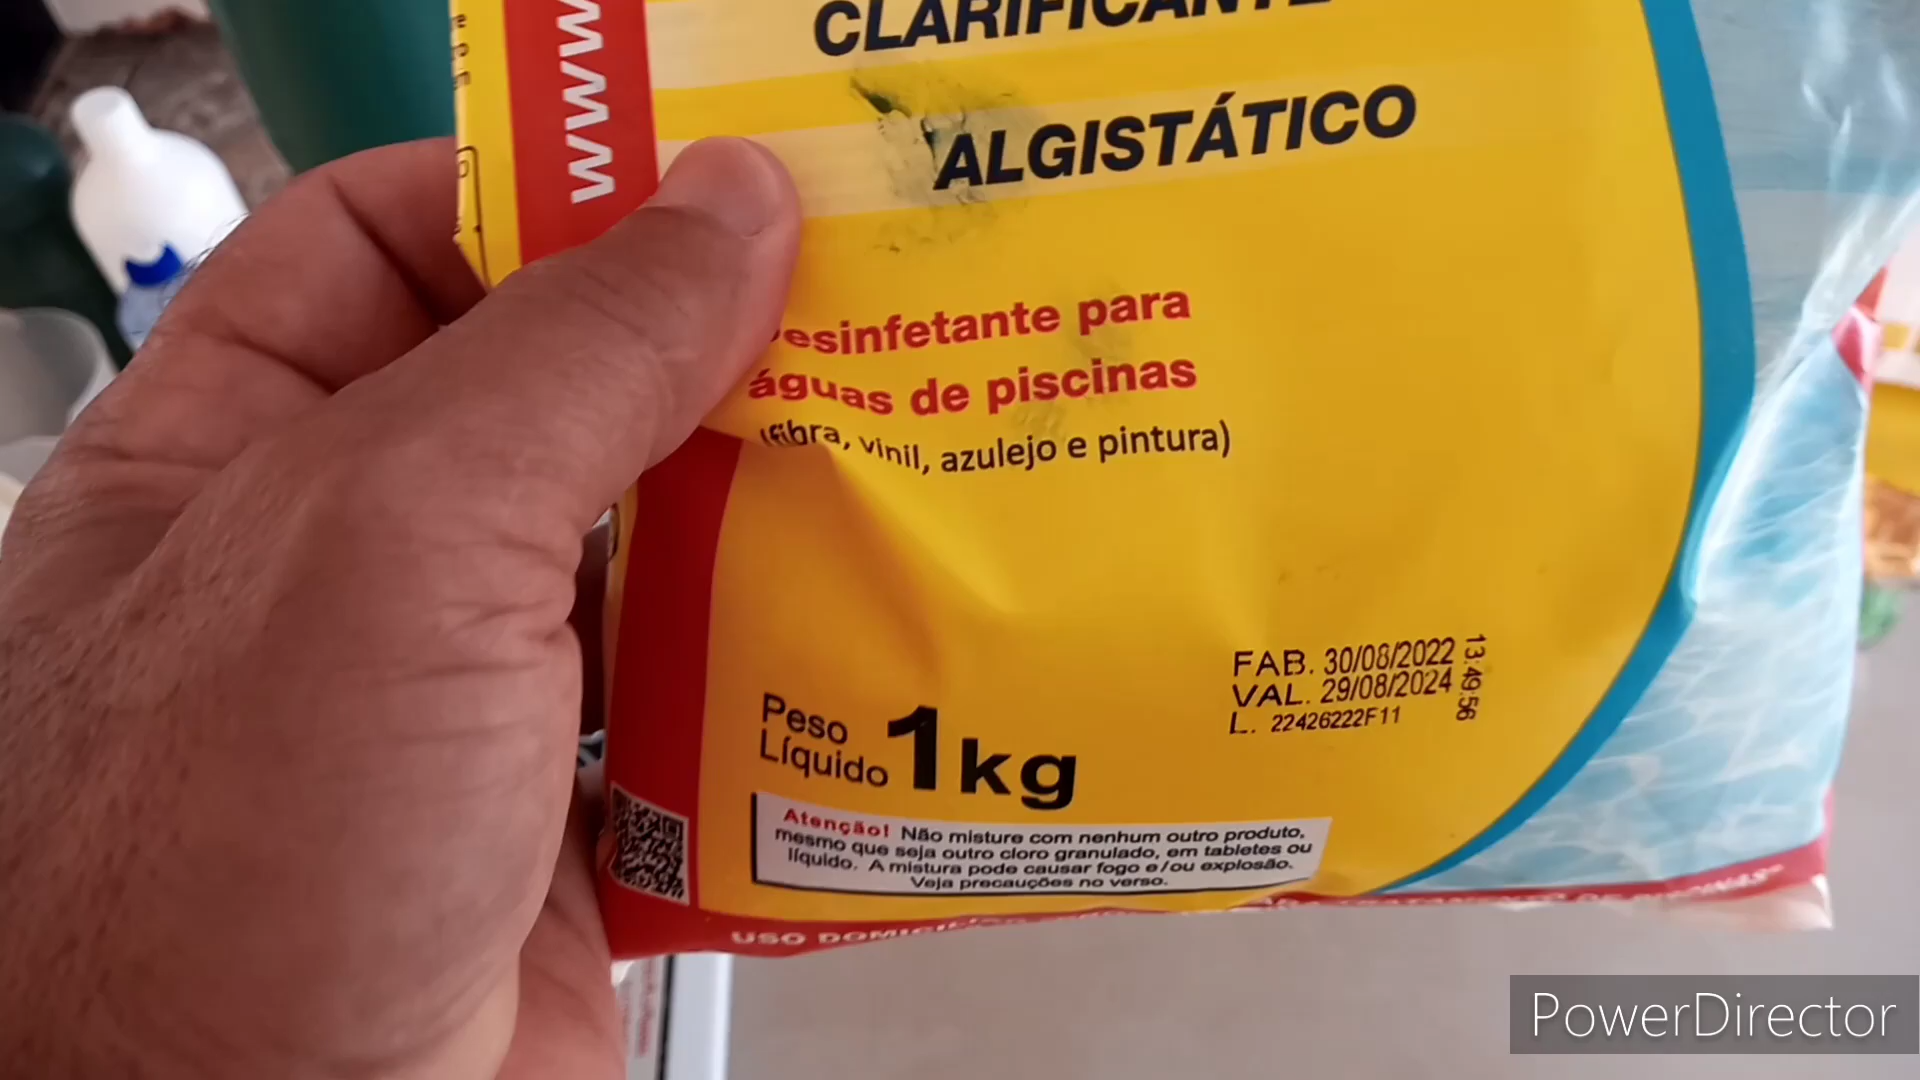 WWW
CLARIFICANTE
ALGISTÁTICO
esinfetante para
águas de piscinas
(fibra, vinil, azulejo e pintura)
FAB. 30/08/2022
VAL. 29/08/2024
L. 22426222F11
13:49:56
Peso
Líquido 1kg
Atenção! Não misture com nenhum outro produto,
mesmo que seja outro cloro granulado, em tabletes ou
líquido. A mistura pode causar fogo e/ou explosão.
Veja precauções no verso.
USO
PowerDirector